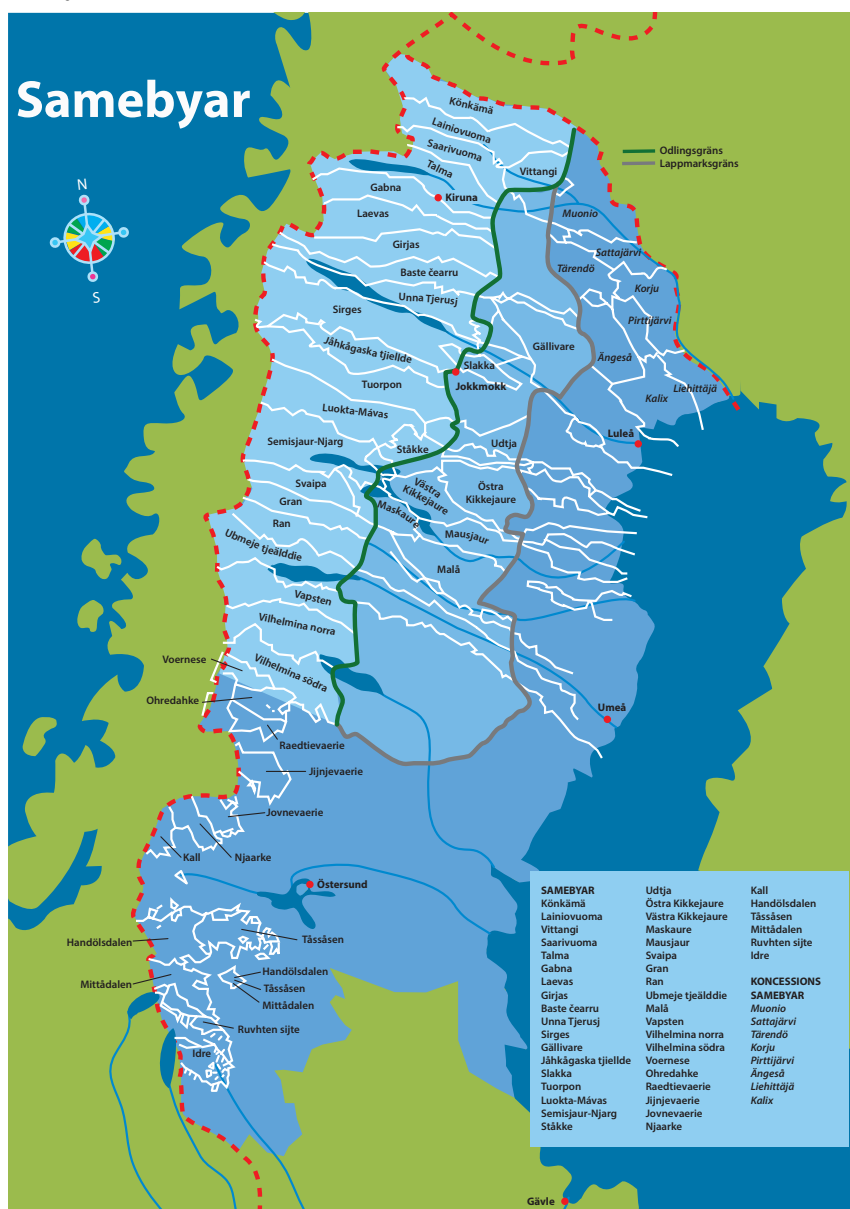 Samebyar
N
S
Odlingsgräns
Lappmarksgräns
Könkämä
Lainiovuoma
Saarivuoma
Talma
Vittangi
Gabna
Kiruna
Laevas
Muonio
Girjas
Sattajärvi
Baste čearru
Tärendö
Unna Tjerusj
Korju
Sirges
Pirttijärvi
Jåhkågaska tjiellde
Gällivare
Ängeså
Slakka
Tuorpon
Jokkmokk
Liehittäjä
Kalix
Luokta-Mávas
Luleå
Semisjaur-Njarg
Ståkke
Udtja
Svaipa
Västra
Kikkejaure
Östra
Kikkejaure
Gran
Maskaure
Ran
Mausjaur
Ubmeje tjeälddie
Malå
Vapsten
Vilhelmina norra
Voernese
Vilhelmina södra
Ohredahke
Umeå
Raedtievaerie
Jijnjevaerie
Jovnevaerie
Kall
Njaarke
Östersund
Handölsdalen
Tåssåsen
Mittådalen
Handölsdalen
Tåssåsen
Mittådalen
Ruvhten sijte
Idre
Gävle
SAMEBYAR
Könkämä
Lainiovuoma
Vittangi
Saarivuoma
Talma
Gabna
Laevas
Girjas
Baste čearru
Unna Tjerusj
Sirges
Gällivare
Jåhkågaska tjiellde
Slakka
Tuorpon
Luokta-Mávas
Semisjaur-Njarg
Ståkke
Udtja
Östra Kikkejaure
Västra Kikkejaure
Maskaure
Mausjaur
Svaipa
Gran
Ran
Ubmeje tjeälddie
Malå
Vapsten
Vilhelmina norra
Vilhelmina södra
Voernese
Ohredahke
Raedtievaerie
Jijnjevaerie
Jovnevaerie
Njaarke
Kall
Handölsdalen
Tåssåsen
Mittådalen
Ruvhten sijte
Idre
KONCESSIONS
SAMEBYAR
Muonio
Sattajärvi
Tärendö
Korju
Pirttijärvi
Ängeså
Liehittäjä
Kalix